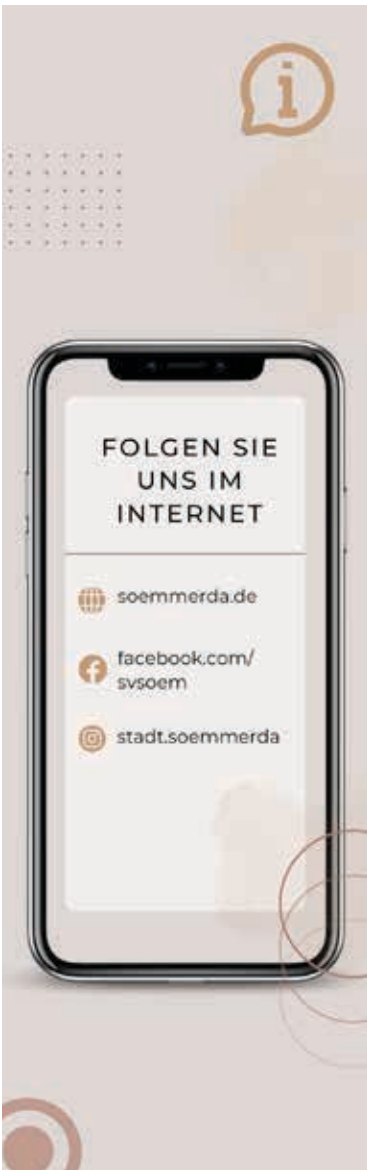 i
FOLGEN SIE
UNS IM
INTERNET
soemmerda.de
facebook.com/
svsoem
stadt.soemmerda